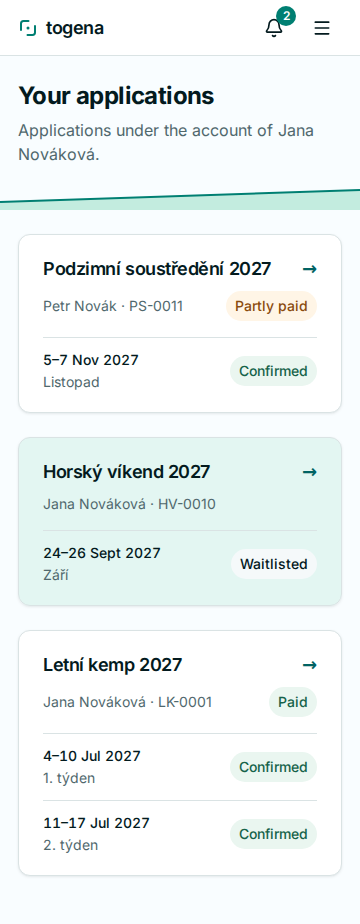 togena
2
Your applications
Applications under the account of Jana
Nováková.
Podzimní soustředění 2027 →
Petr Novák · PS-0011
Partly paid
5–7 Nov 2027
Listopad
Confirmed
Horský víkend 2027 →
Jana Nováková · HV-0010
24–26 Sept 2027
Září
Waitlisted
Letní kemp 2027 →
Jana Nováková · LK-0001
Paid
4–10 Jul 2027
1. týden
Confirmed
11–17 Jul 2027
2. týden
Confirmed